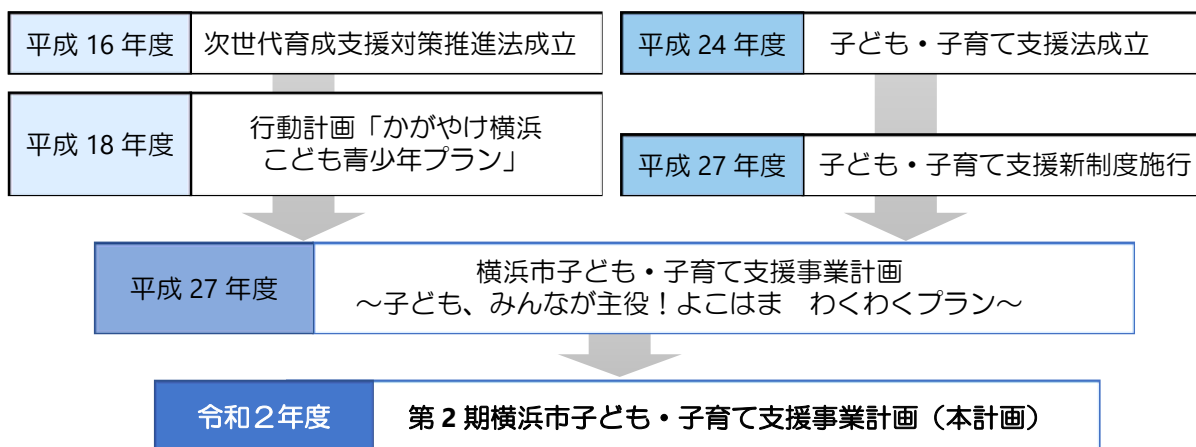 平成 16 年度 次世代育成支援対策推進法成立
平成 18 年度 行動計画「かがやけ横浜
こども青少年プラン」
平成 24 年度 子ども・子育て支援法成立
平成 27 年度 子ども・子育て支援新制度施行
平成 27 年度 横浜市子ども・子育て支援事業計画
～子ども、みんなが主役！よこはま　わくわくプラン～
令和２年度 第 2 期横浜市子ども・子育て支援事業計画（本計画）